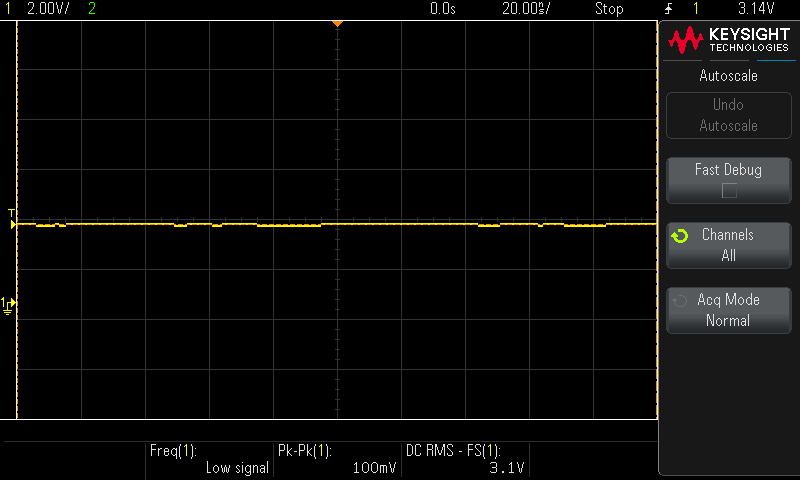 1 2.00V/ 2 0.0s 20.00ns/ Stop 1 3.14V
KEYSIGHT
TECHNOLOGIES
Autoscale
Undo
Autoscale
Fast Debug
Channels
All
Acq Mode
Normal
T
1
Freq(1):
Low signal
Pk-Pk(1):
100mV
DC RMS - FS(1):
3.1V